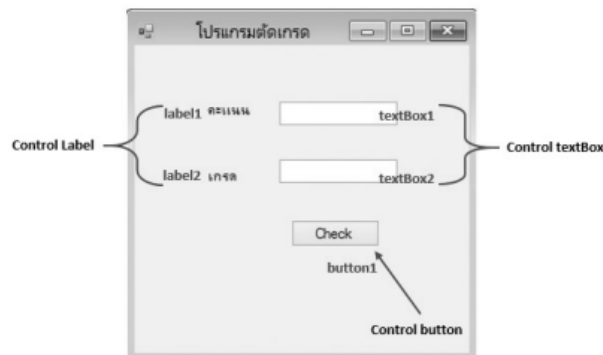 โปรแกรมตัดเกรด
label1 คะแนน textBox1
Control Label
Control textBox
label2 เกรด textBox2
Check
button1
Control button